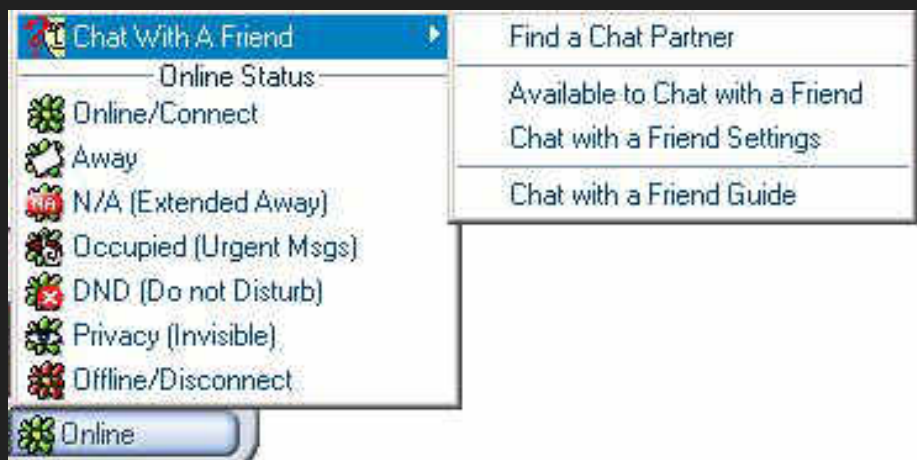 Chat With A Friend
Online Status
Online/Connect
Away
N/A (Extended Away)
Occupied (Urgent Msgs)
DND (Do not Disturb)
Privacy (Invisible)
Offline/Disconnect
Online
Find a Chat Partner
Available to Chat with a Friend
Chat with a Friend Settings
Chat with a Friend Guide